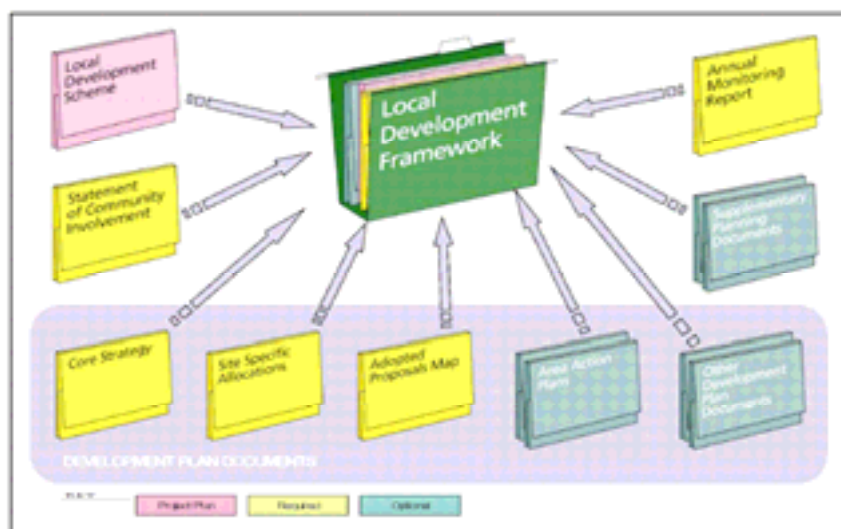 Local
Development
Scheme
Local
Development
Framework
Annual
Monitoring
Report
Statement
of Community
Involvement
Supplementary
Planning
Documents
Core Strategy
Site Specific
Allocations
Adopted
Proposals Map
Area Action
Plans
Other
Development
Plan
Documents
DEVELOPMENT PLAN DOCUMENTS
Project Plan
Required
Optional